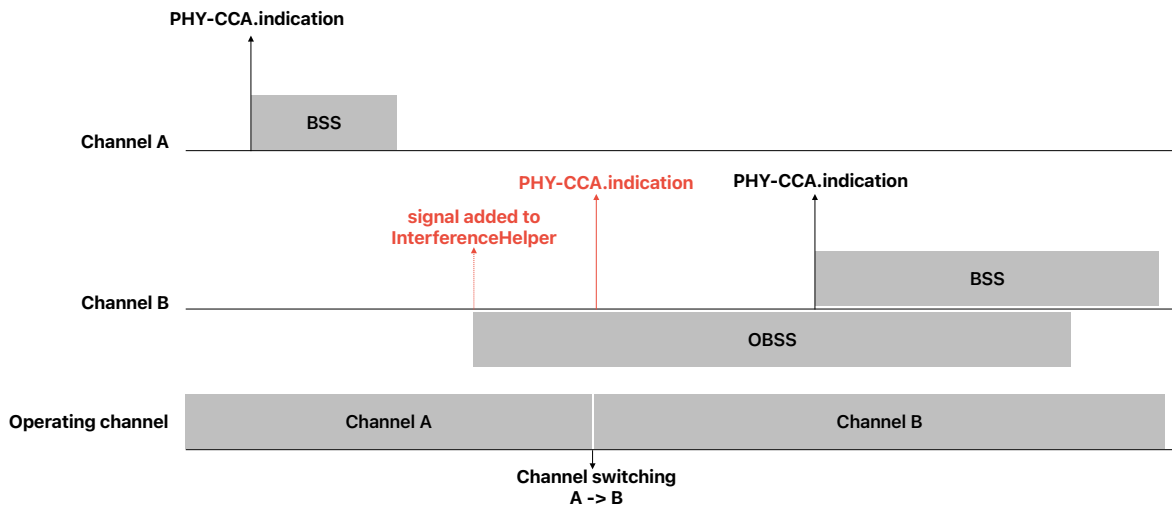 PHY-CCA.indication
BSS
Channel A
PHY-CCA.indication
PHY-CCA.indication
signal added to
InterferenceHelper
BSS
Channel B
OBSS
Operating channel
Channel A
Channel B
Channel switching
A -> B